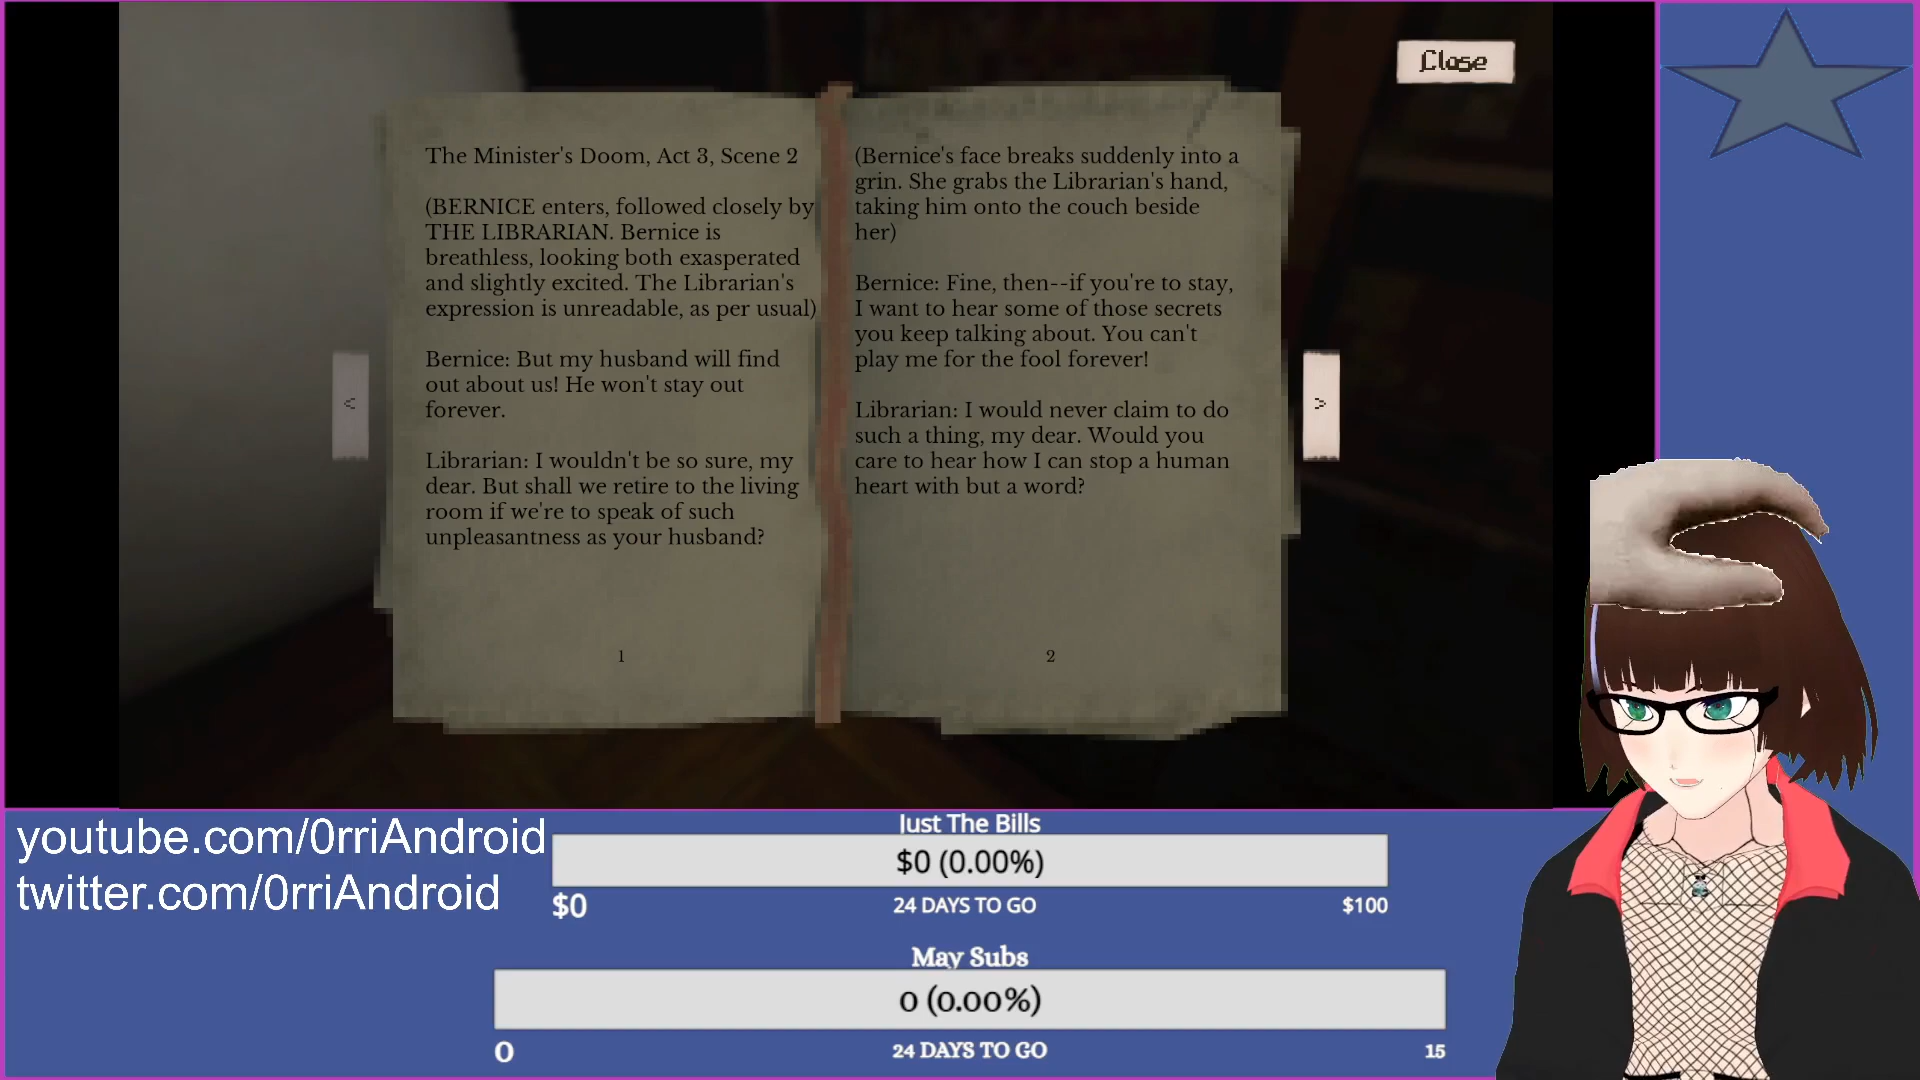 Close
The Minister's Doom, Act 3, Scene 2
(BERNICE enters, followed closely by
THE LIBRARIAN. Bernice is
breathless, looking both exasperated
and slightly excited. The Librarian's
expression is unreadable, as per usual)
Bernice: But my husband will find
out about us! He won't stay out
forever.
Librarian: I wouldn't be so sure, my
dear. But shall we retire to the living
room if we're to speak of such
unpleasantness as your husband?
1
(Bernice's face breaks suddenly into a
grin. She grabs the Librarian's hand,
taking him onto the couch beside
her)
Bernice: Fine, then--if you're to stay,
I want to hear some of those secrets
you keep talking about. You can't
play me for the fool forever!
Librarian: I would never claim to do
such a thing, my dear. Would you
care to hear how I can stop a human
heart with but a word?
2
<
>
youtube.com/0rriAndroid
twitter.com/0rriAndroid
Just The Bills
$0 (0.00%)
$0 24 DAYS TO GO $100
May Subs
0 (0.00%)
0 24 DAYS TO GO 15